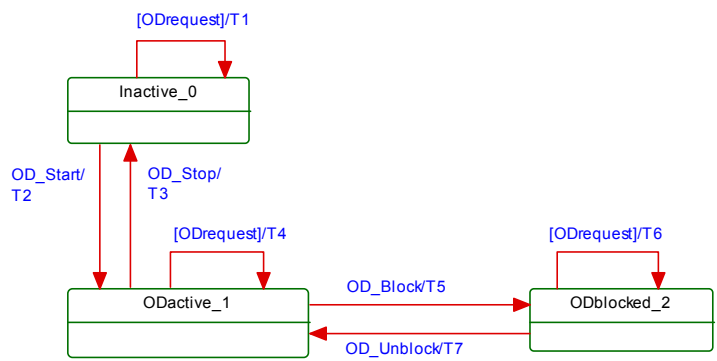 [ODrequest]/T1
Inactive_0
OD_Start/
T2
OD_Stop/
T3
[ODrequest]/T4
[ODrequest]/T6
ODactive_1
OD_Block/T5
ODblocked_2
OD_Unblock/T7